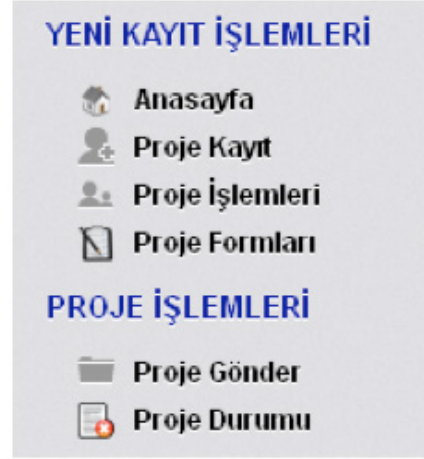 YENİ KAYIT İŞLEMLERİ
Anasayfa
Proje Kayıt
Proje İşlemleri
Proje Formları
PROJE İŞLEMLERİ
Proje Gönder
Proje Durumu